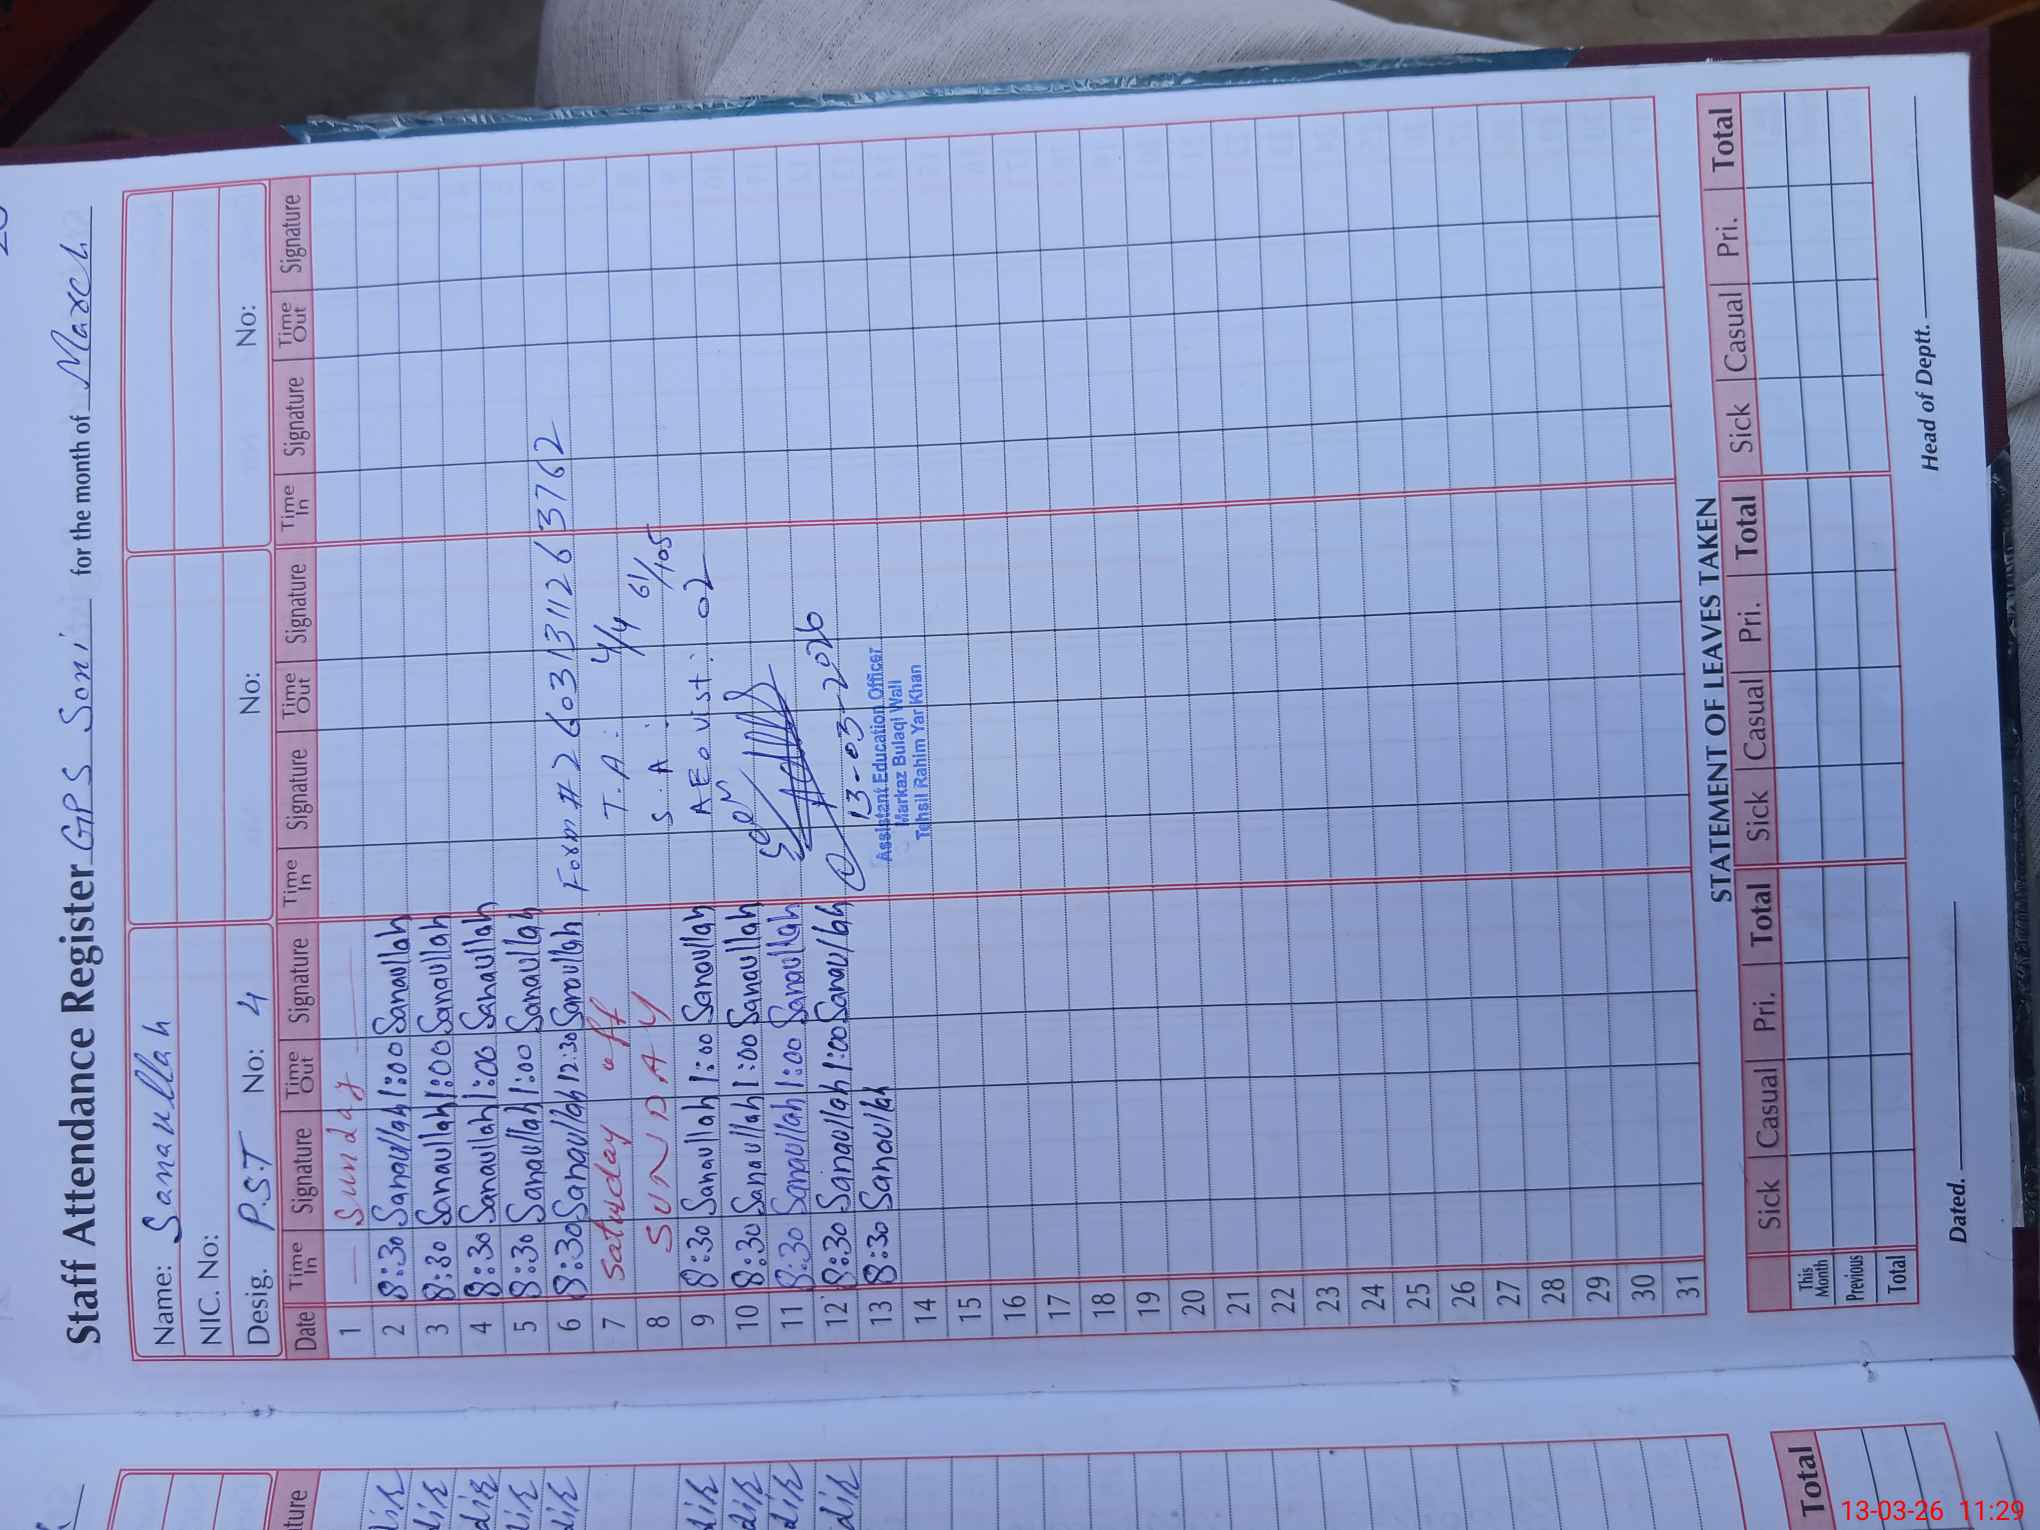 Staff Attendance Register GPS Soni for the month of March
Name: Sanaullah
NIC. No:
Desig. P.S.T No: 4 No: No:
Date Time In Signature Time Out Signature Time In Signature Time Out Signature Time In Signature Time Out Signature
1 — Sunday —
2 8:30 Sanaullah 1:00 Sanaullah
3 8:30 Sanaullah 1:00 Sanaullah
4 8:30 Sanaullah 1:00 Sanaullah
5 8:30 Sanaullah 1:00 Sanaullah
6 8:30 Sanaullah 12:30 Sanaullah Form # 2603131126 3762
7 Satuday off T.A: 4/4
8 SUNDAY S.A: 61/105
9 8:30 Sanaullah 1:00 Sanaullah AEO Vist: 02
10 8:30 Sanaullah 1:00 Sanaullah
11 8:30 Sanaullah 1:00 Sanaullah
12 8:30 Sanaullah 1:00 Sanaullah 13-03-2026
13 8:30 Sanaullah Assistant Education Officer
Markaz Bulaqi Wali
14 Tehsil Rahim Yar Khan
15
16
17
18
19
20
21
22
23
24
25
26
27
28
29
30
31
STATEMENT OF LEAVES TAKEN
Sick Casual Pri. Total Sick Casual Pri. Total Sick Casual Pri. Total
This Month
Previous
Total
Dated. Head of Deptt.
Total
13-03-26 11:29